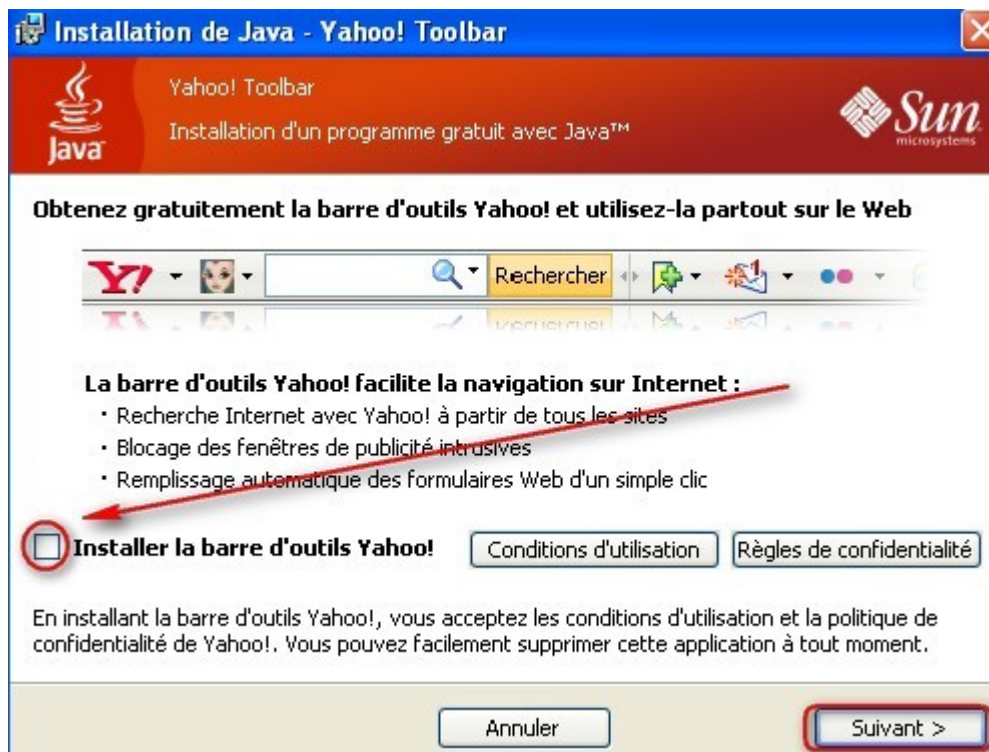 Installation de Java - Yahoo! Toolbar
Java
Yahoo! Toolbar
Installation d'un programme gratuit avec Java™
Sun
microsystems
Obtenez gratuitement la barre d'outils Yahoo! et utilisez-la partout sur le Web
Y! Rechercher 1
La barre d'outils Yahoo! facilite la navigation sur Internet :
· Recherche Internet avec Yahoo! à partir de tous les sites
· Blocage des fenêtres de publicité intrusives
· Remplissage automatique des formulaires Web d'un simple clic
Installer la barre d'outils Yahoo! Conditions d'utilisation Règles de confidentialité
En installant la barre d'outils Yahoo!, vous acceptez les conditions d'utilisation et la politique de
confidentialité de Yahoo!. Vous pouvez facilement supprimer cette application à tout moment.
Annuler Suivant >